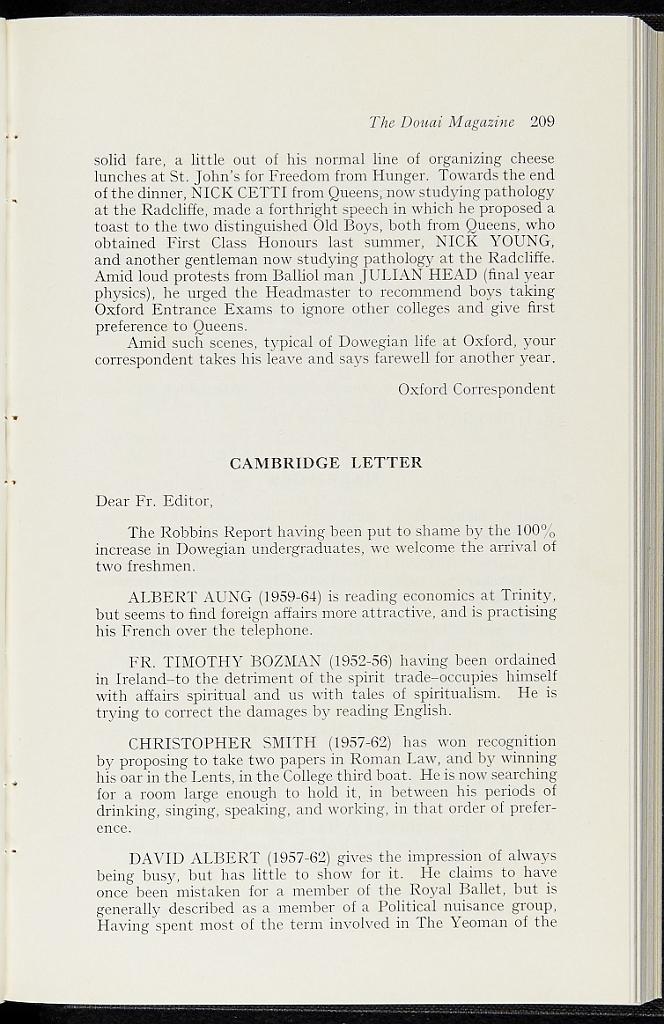 The Douai Magazine 209
solid fare, a little out of his normal line of organizing cheese
lunches at St. John's for Freedom from Hunger. Towards the end
of the dinner, NICK CETTI from Queens, now studying pathology
at the Radcliffe, made a forthright speech in which he proposed a
toast to the two distinguished Old Boys, both from Queens, who
obtained First Class Honours last summer, NICK YOUNG,
and another gentleman now studying pathology at the Radcliffe.
Amid loud protests from Balliol man JULIAN HEAD (final year
physics), he urged the Headmaster to recommend boys taking
Oxford Entrance Exams to ignore other colleges and give first
preference to Queens.
Amid such scenes, typical of Dowegian life at Oxford, your
correspondent takes his leave and says farewell for another year.
Oxford Correspondent
CAMBRIDGE LETTER
Dear Fr. Editor,
The Robbins Report having been put to shame by the 100%
increase in Dowegian undergraduates, we welcome the arrival of
two freshmen.
ALBERT AUNG (1959-64) is reading economics at Trinity,
but seems to find foreign affairs more attractive, and is practising
his French over the telephone.
FR. TIMOTHY BOZMAN (1952-56) having been ordained
in Ireland–to the detriment of the spirit trade–occupies himself
with affairs spiritual and us with tales of spiritualism. He is
trying to correct the damages by reading English.
CHRISTOPHER SMITH (1957-62) has won recognition
by proposing to take two papers in Roman Law, and by winning
his oar in the Lents, in the College third boat. He is now searching
for a room large enough to hold it, in between his periods of
drinking, singing, speaking, and working, in that order of prefer-
ence.
DAVID ALBERT (1957-62) gives the impression of always
being busy, but has little to show for it. He claims to have
once been mistaken for a member of the Royal Ballet, but is
generally described as a member of a Political nuisance group,
Having spent most of the term involved in The Yeoman of the